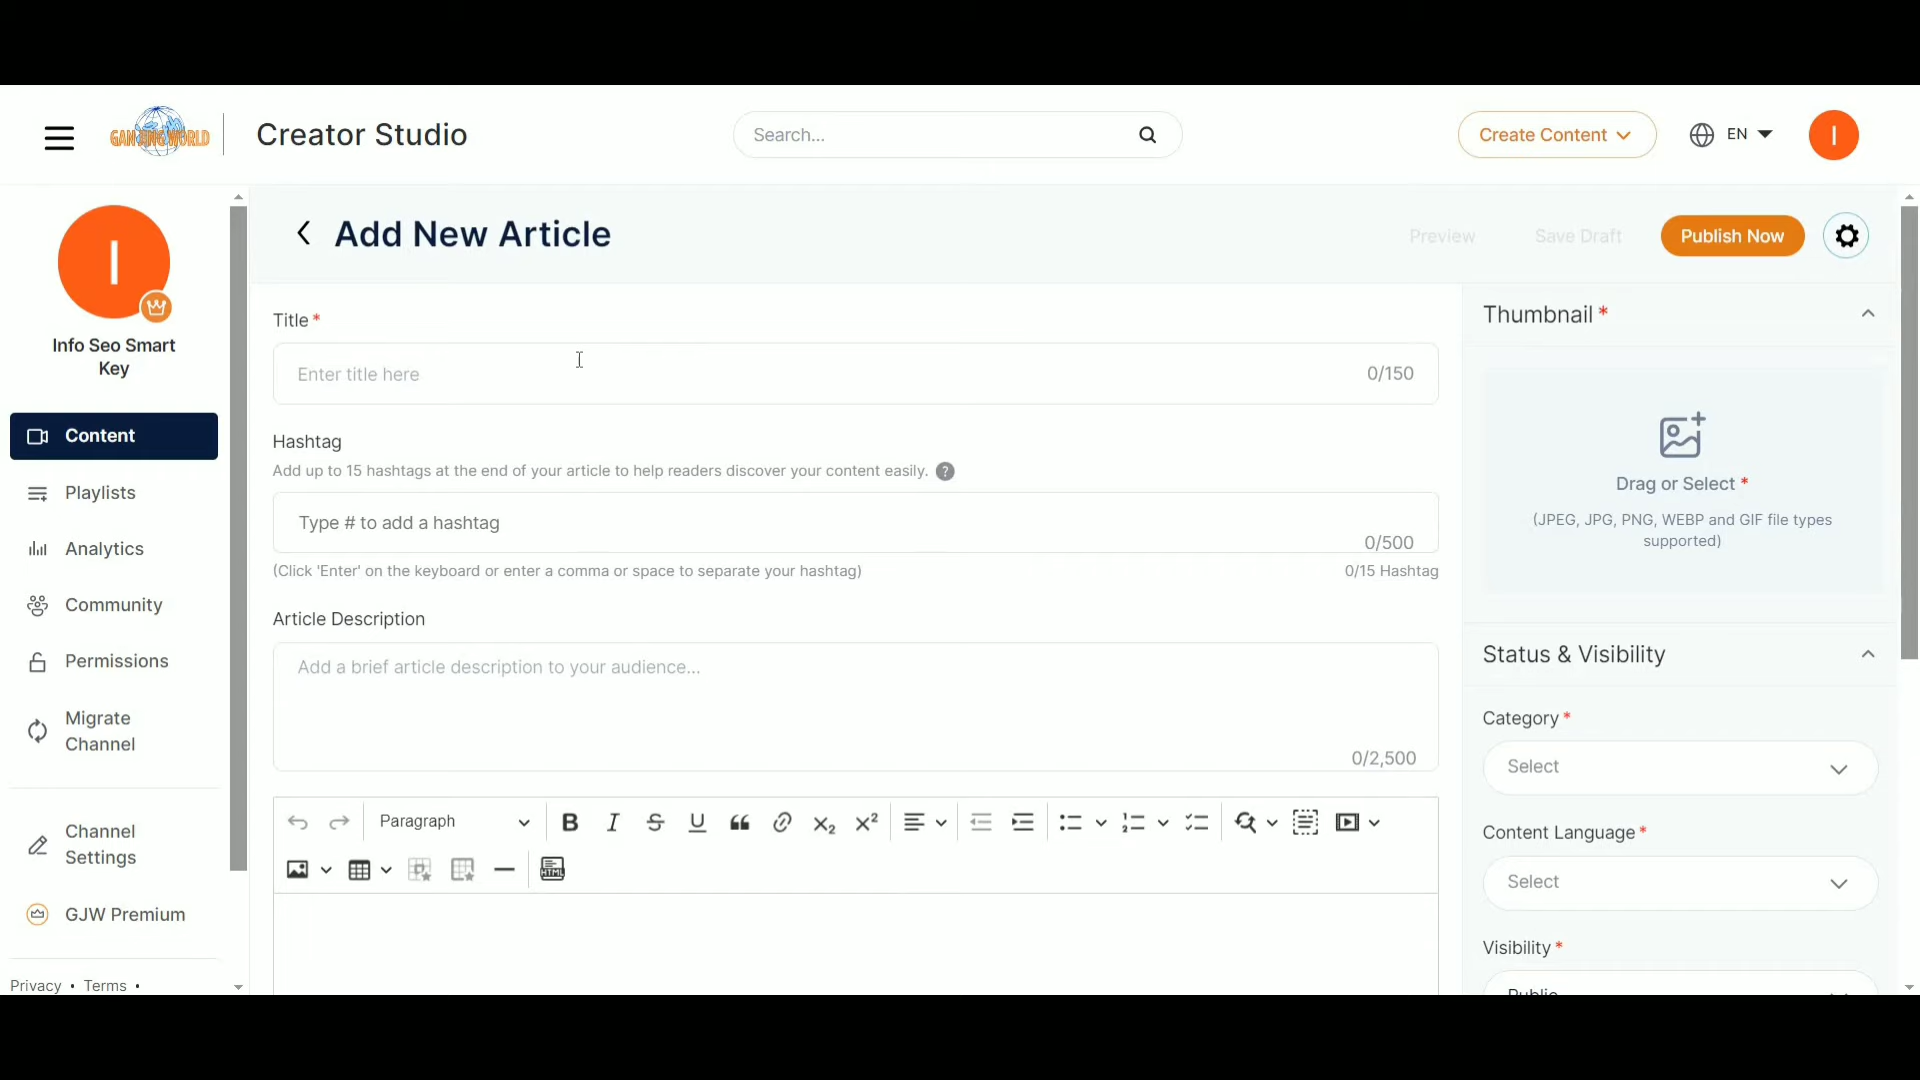 GAN JING WORLD
Creator Studio
Search...
Create Content
EN
I
I
Info Seo Smart
Key
Content
Playlists
Analytics
Community
Permissions
Migrate
Channel
Channel
Settings
GJW Premium
Privacy • Terms •
Add New Article
Preview
Save Draft
Publish Now
Title *
Enter title here
0/150
Hashtag
Add up to 15 hashtags at the end of your article to help readers discover your content easily. ?
Type # to add a hashtag
0/500
(Click 'Enter' on the keyboard or enter a comma or space to separate your hashtag)
0/15 Hashtag
Article Description
Add a brief article description to your audience...
0/2,500
Paragraph
HTML
Thumbnail *
Drag or Select *
(JPEG, JPG, PNG, WEBP and GIF file types
supported)
Status & Visibility
Category *
Select
Content Language *
Select
Visibility *
Public